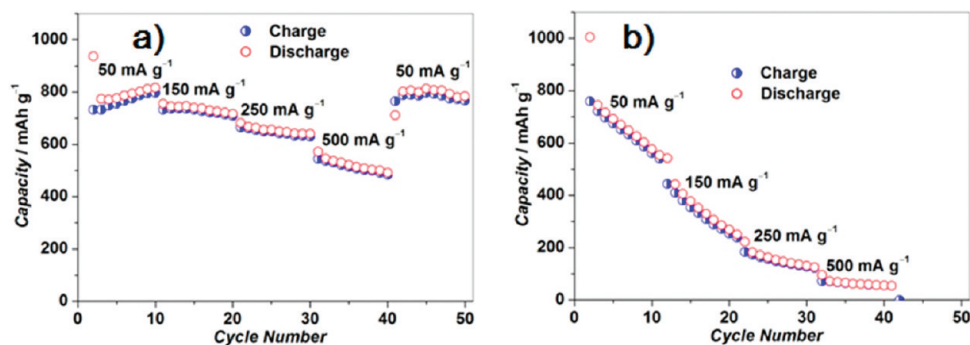 a)
Charge
Discharge
50 mA g⁻¹
150 mA g⁻¹
250 mA g⁻¹
500 mA g⁻¹
50 mA g⁻¹
1000
800
600
400
200
0
Capacity / mAh g⁻¹
0 10 20 30 40 50
Cycle Number
b)
Charge
Discharge
50 mA g⁻¹
150 mA g⁻¹
250 mA g⁻¹
500 mA g⁻¹
1000
800
600
400
200
0
Capacity / mAh g⁻¹
0 10 20 30 40 50
Cycle Number